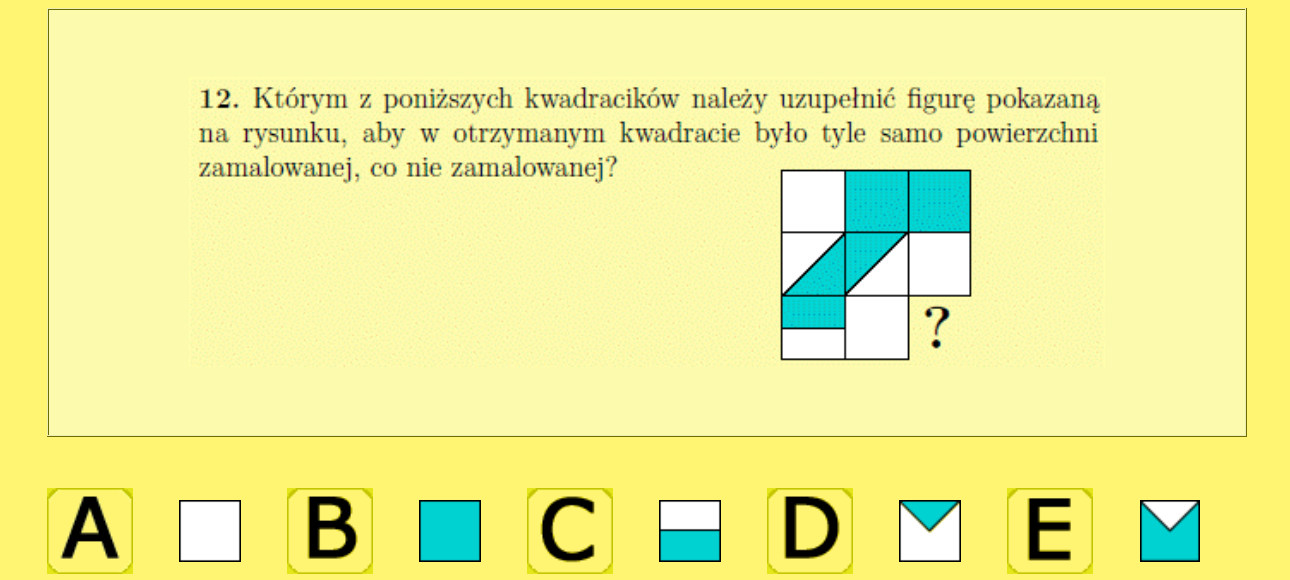 12. Którym z poniższych kwadracików należy uzupełnić figurę pokazaną
na rysunku, aby w otrzymanym kwadracie było tyle samo powierzchni
zamalowanej, co nie zamalowanej?
?
A B C D E